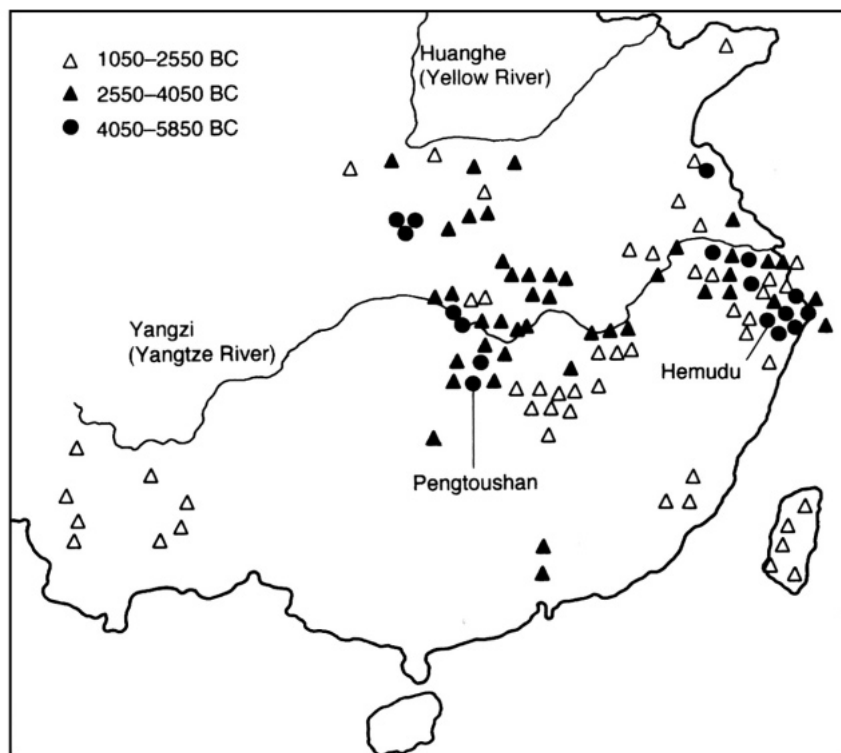 1050–2550 BC
2550–4050 BC
4050–5850 BC
Huanghe
(Yellow River)
Yangzi
(Yangtze River)
Hemudu
Pengtoushan